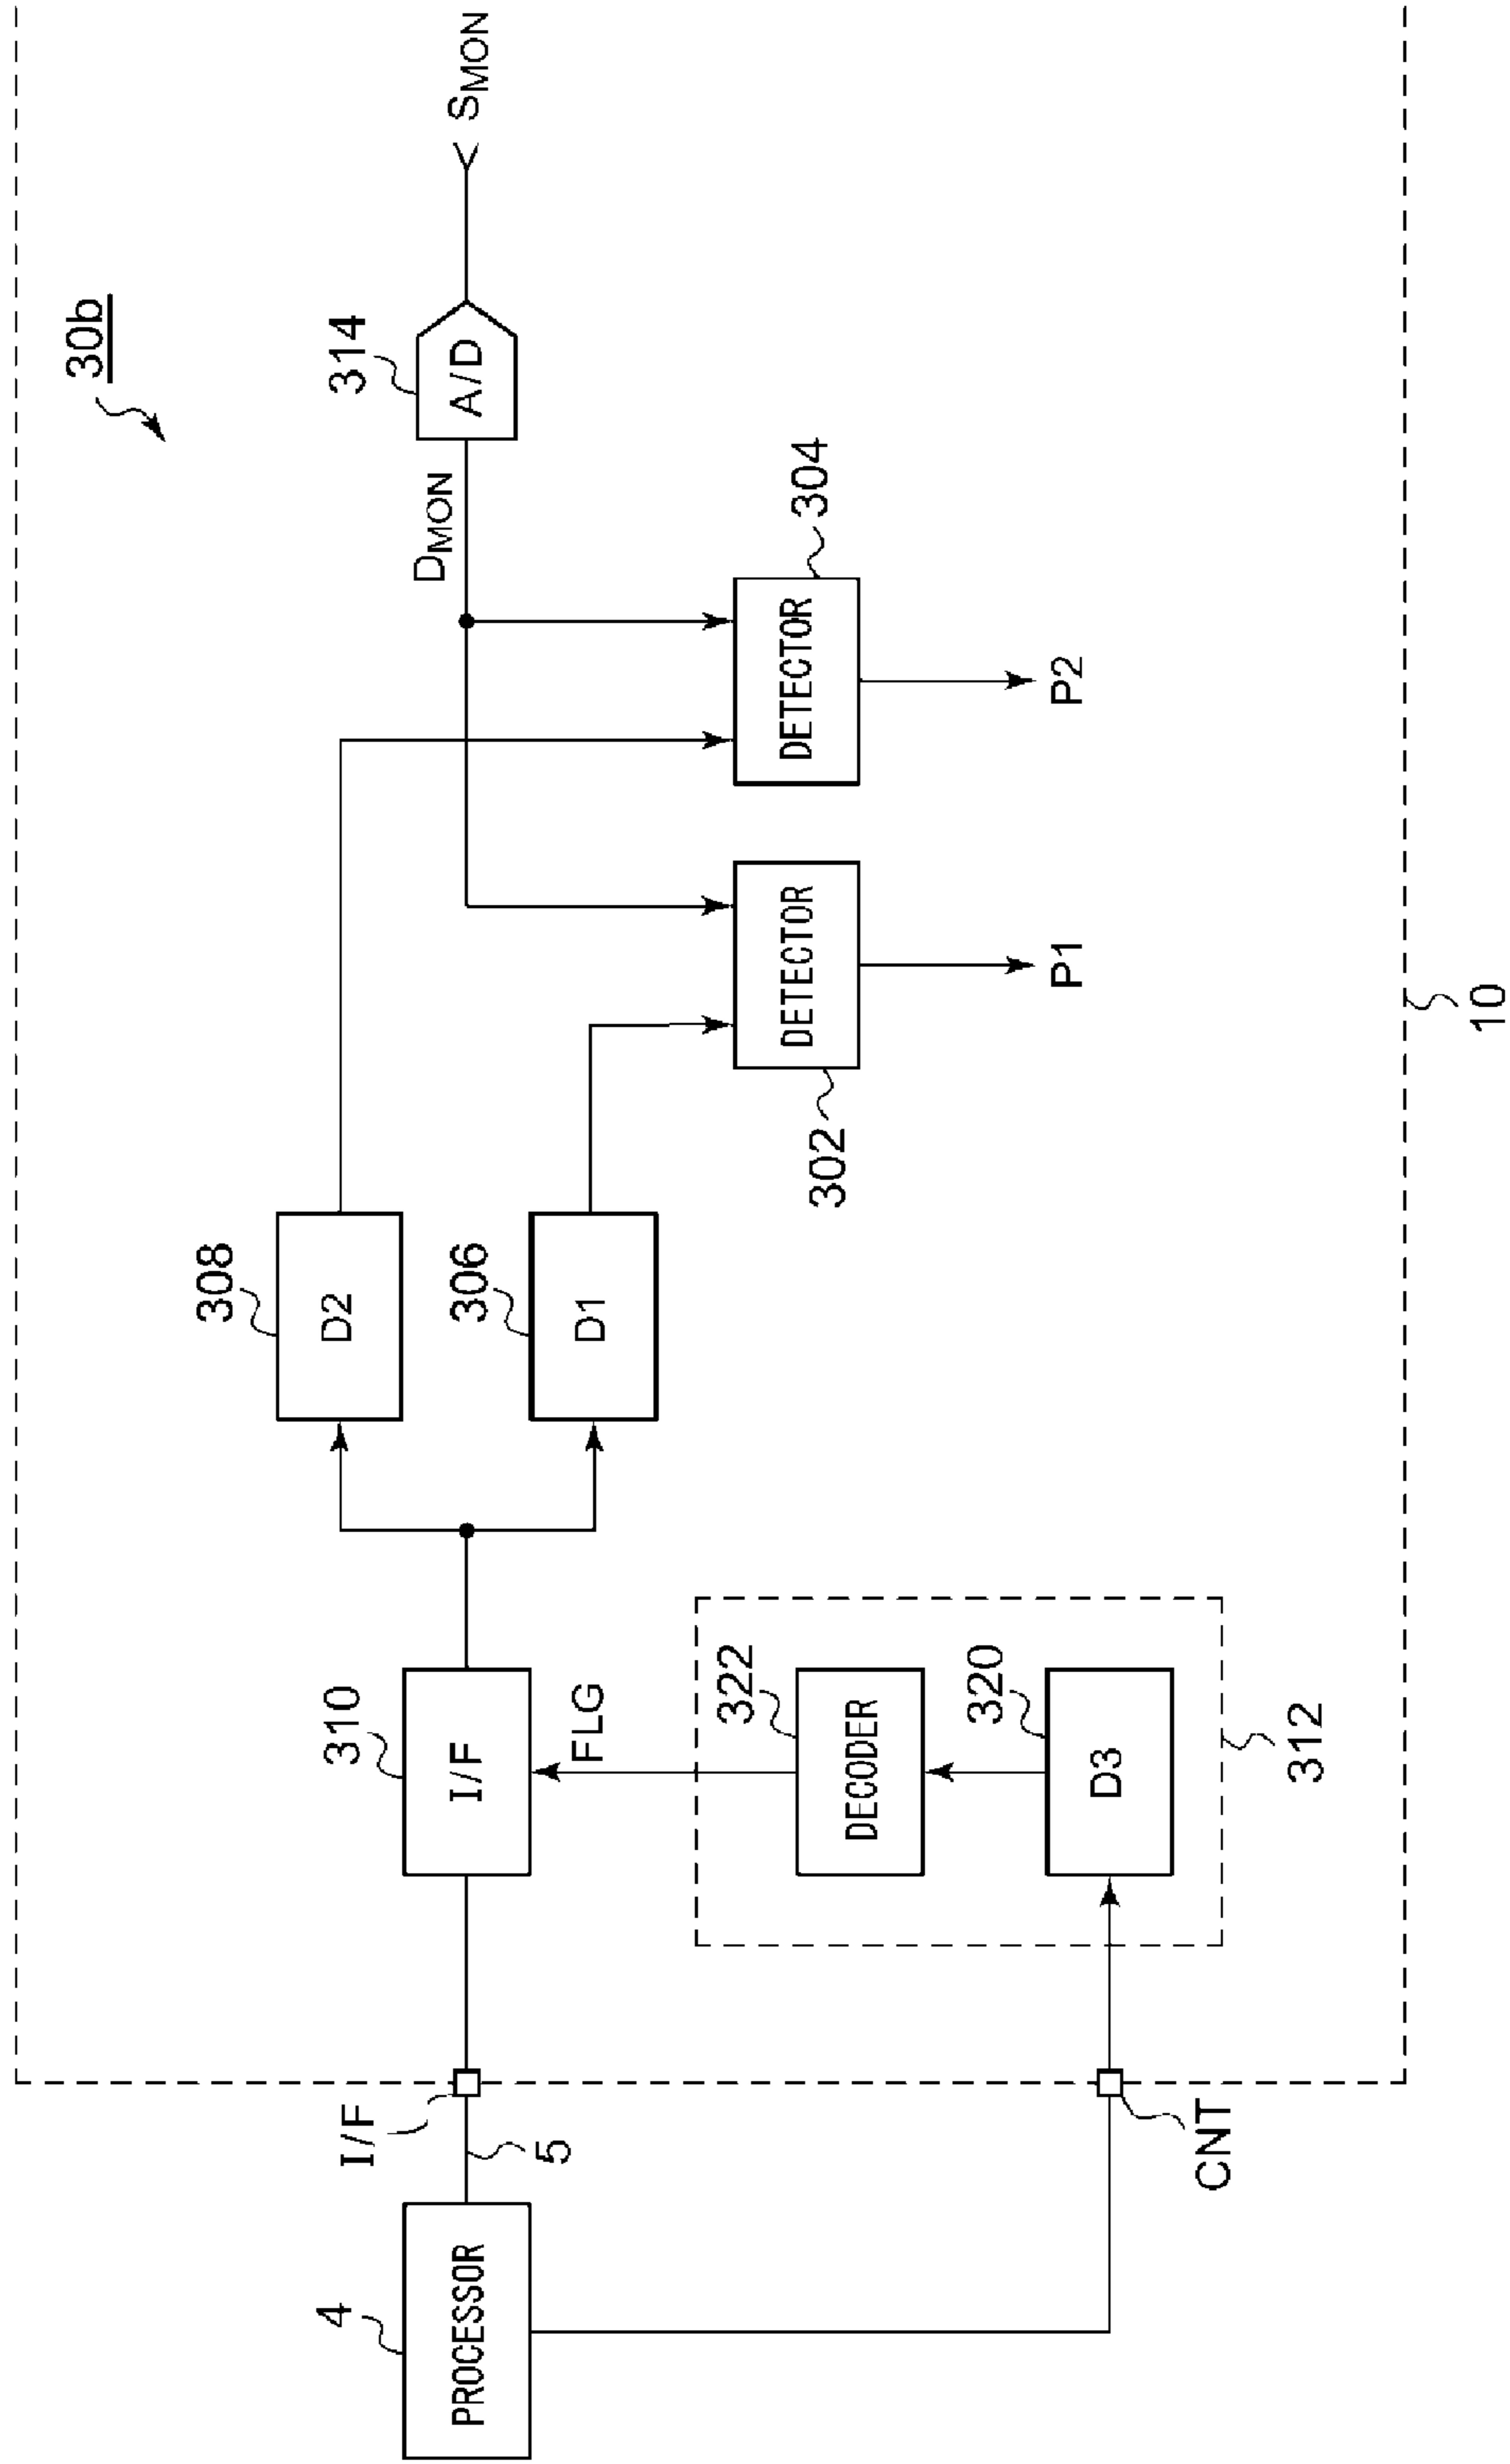 30b
314
A/D
< SMON
DMON
308
D2
306
D1
304
DETECTOR
P2
302
DETECTOR
P1
310
I/F
FLG
322
DECODER
320
D3
312
I/F
5
4
PROCESSOR
CNT
10